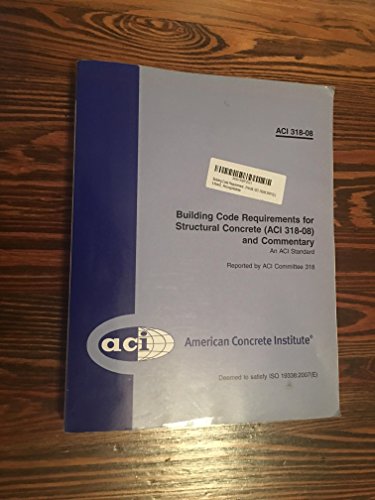 ACI 318-08
Building Code Requirements for
Structural Concrete (ACI 318-08)
and Commentary
An ACI Standard
Reported by ACI Committee 318
aci
American Concrete Institute®
Deemed to satisfy ISO 19338:2007(E)